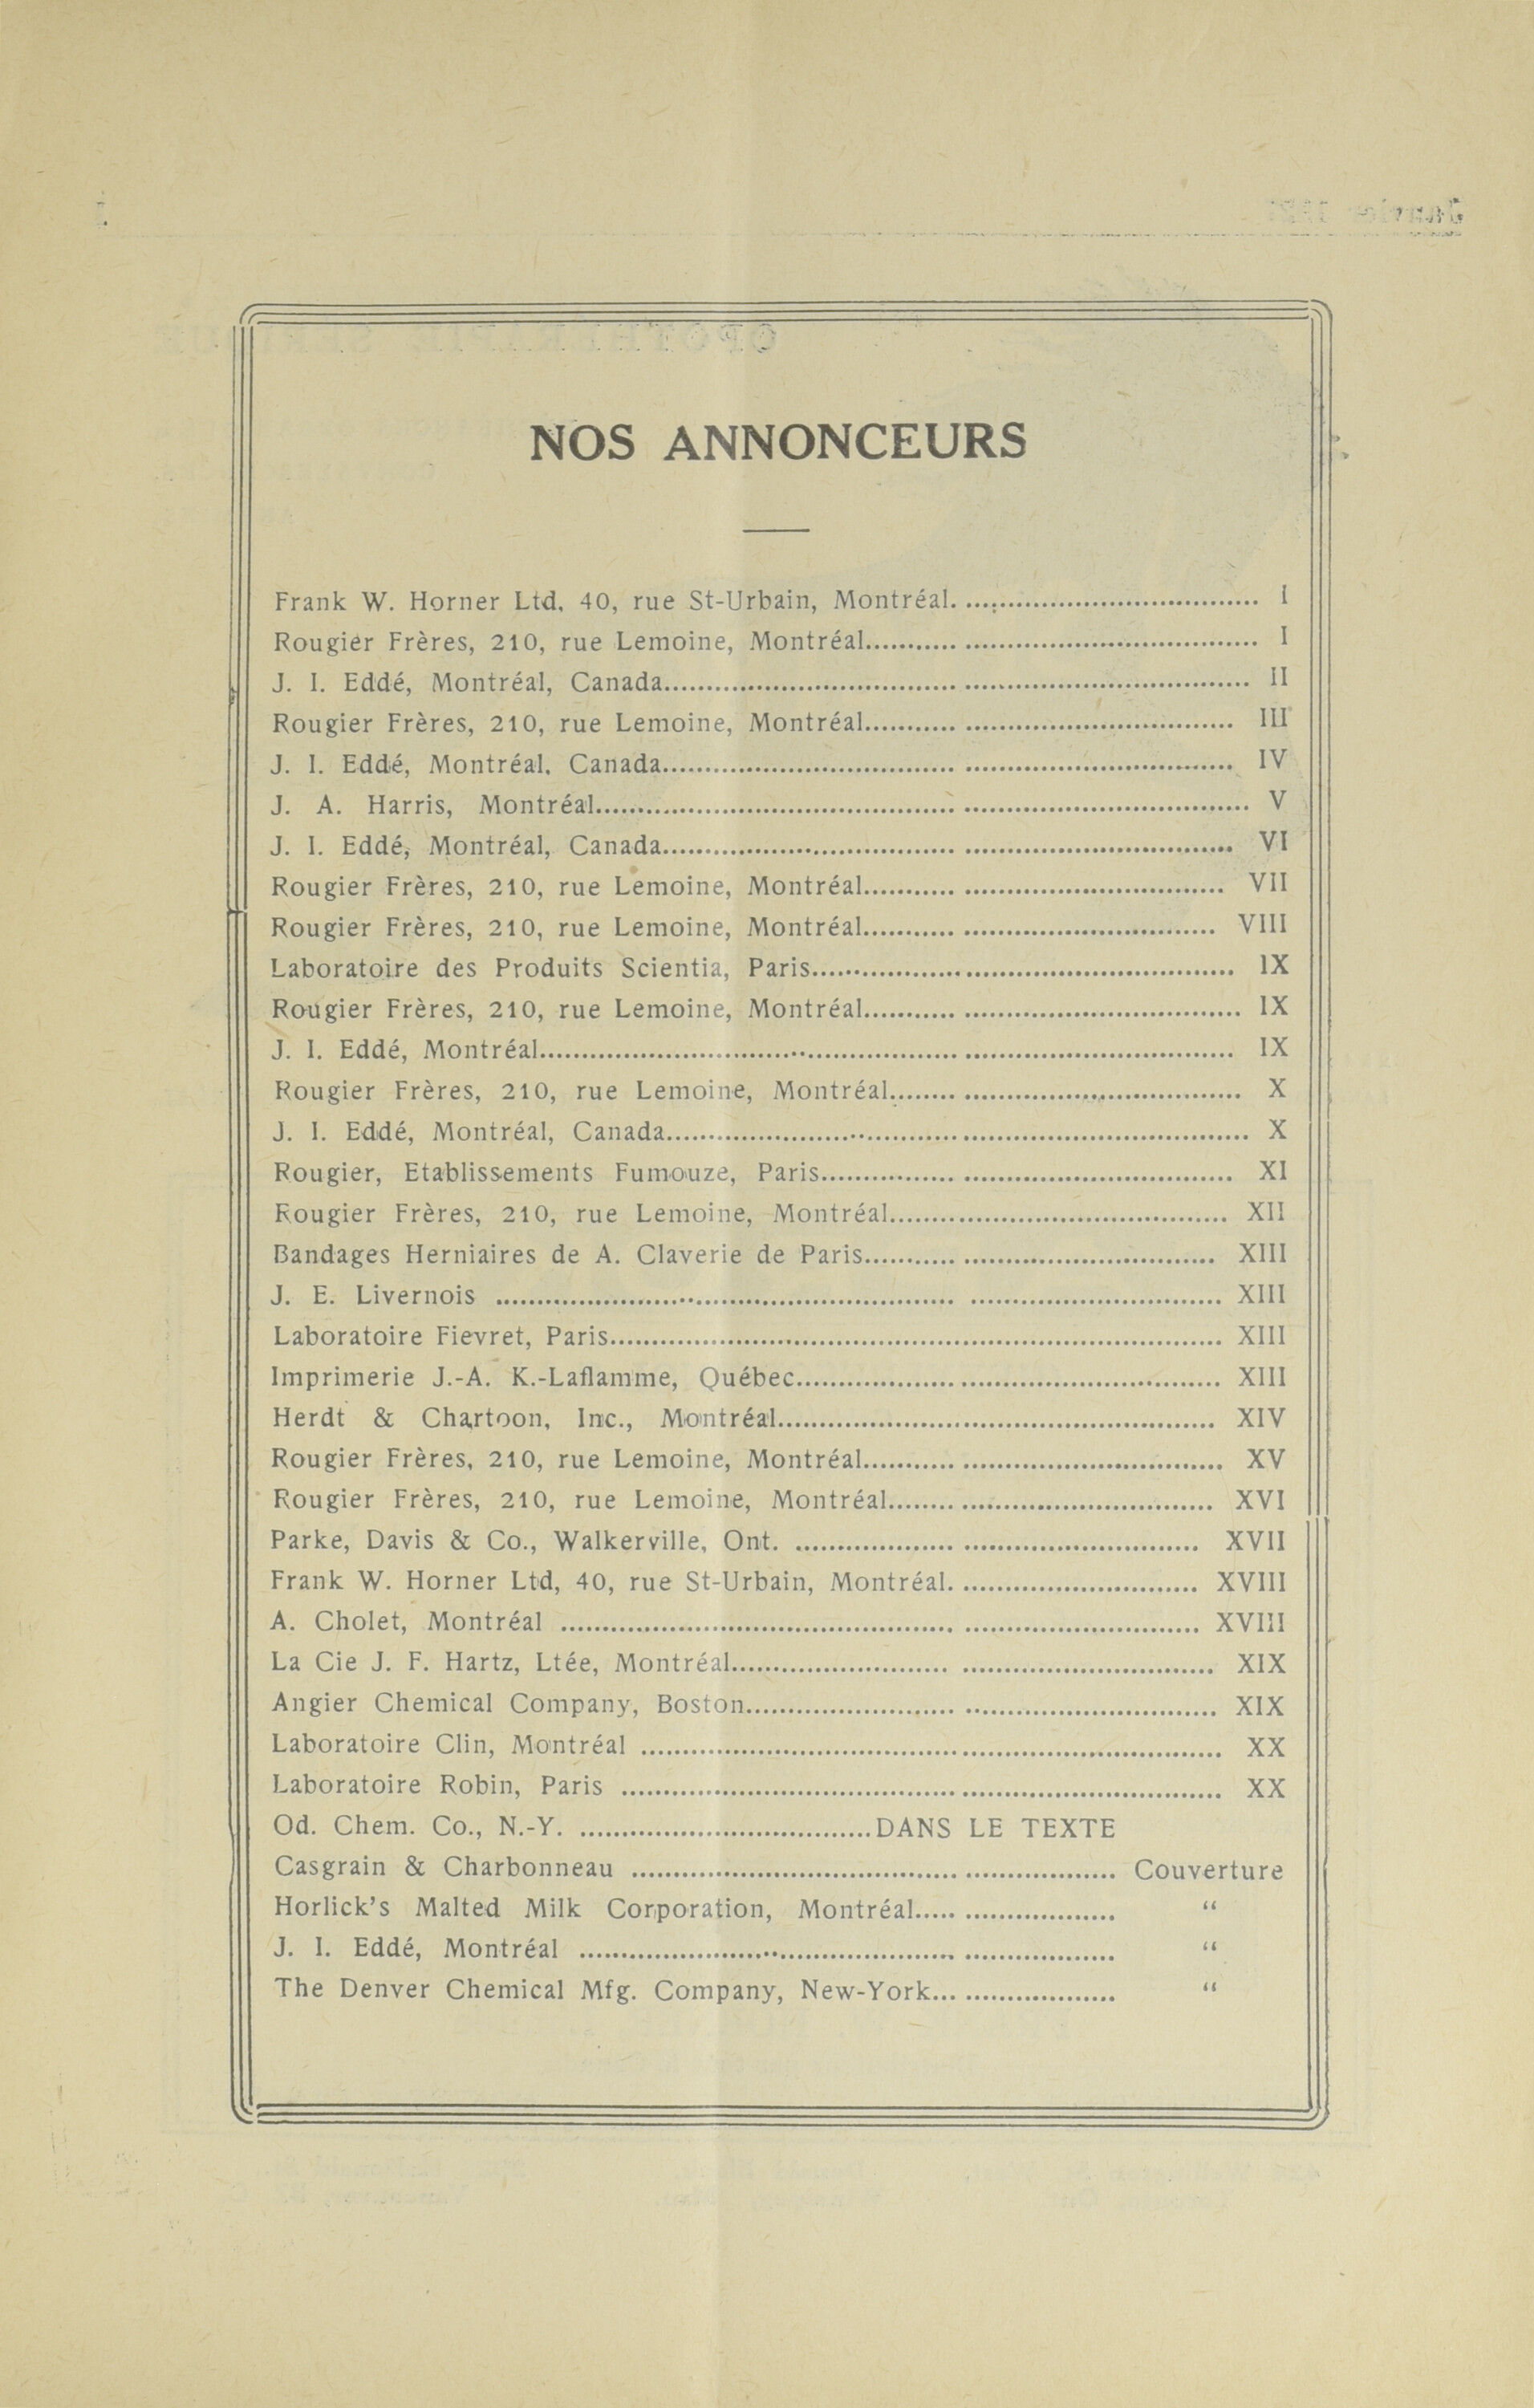 NOS ANNONCEURS
Frank W. Horner Ltd, 40, rue St-Urbain, Montréal. .................................... I
Rougier Frères, 210, rue Lemoine, Montréal............................................... I
J. I. Eddé, Montréal, Canada..................................................................... II
Rougier Frères, 210, rue Lemoine, Montréal............................................ III
J. I. Eddé, Montréal, Canada................................................................... IV
J. A. Harris, Montréal............................................................................. V
J. I. Eddé, Montréal, Canada................................................................... VI
Rougier Frères, 210, rue Lemoine, Montréal.......................................... VII
Rougier Frères, 210, rue Lemoine, Montréal......................................... VIII
Laboratoire des Produits Scientia, Paris.................................................. IX
Rougier Frères, 210, rue Lemoine, Montréal............................................ IX
J. I. Eddé, Montréal.................................................................................. IX
Rougier Frères, 210, rue Lemoine, Montréal......................................... X
J. I. Eddé, Montréal, Canada..................................................................... X
Rougier, Etablissements Fumouze, Paris................................................ XI
Rougier Frères, 210, rue Lemoine, Montréal........................................ XII
Bandages Herniaires de A. Claverie de Paris......................................... XIII
J. E. Livernois ..................................................................................... XIII
Laboratoire Fievret, Paris........................................................................ XIII
Imprimerie J.-A. K.-Laflamme, Québec.................................................. XIII
Herdt & Chartoon, Inc., Montréal.................................................... XIV
Rougier Frères, 210, rue Lemoine, Montréal.......................................... XV
Rougier Frères, 210, rue Lemoine, Montréal...................................... XVI
Parke, Davis & Co., Walkerville, Ont. ............................................... XVII
Frank W. Horner Ltd, 40, rue St-Urbain, Montréal. ............................ XVIII
A. Cholet, Montréal ........................................................................... XVIII
La Cie J. F. Hartz, Ltée, Montréal........................................................ XIX
Angier Chemical Company, Boston...................................................... XIX
Laboratoire Clin, Montréal .................................................................... XX
Laboratoire Robin, Paris ...................................................................... XX
Od. Chem. Co., N.-Y. ...................................DANS LE TEXTE
Casgrain & Charbonneau ......................................................... Couverture
Horlick's Malted Milk Corporation, Montréal....................... “
J. I. Eddé, Montréal ............................................................... “
The Denver Chemical Mfg. Company, New-York..................... “